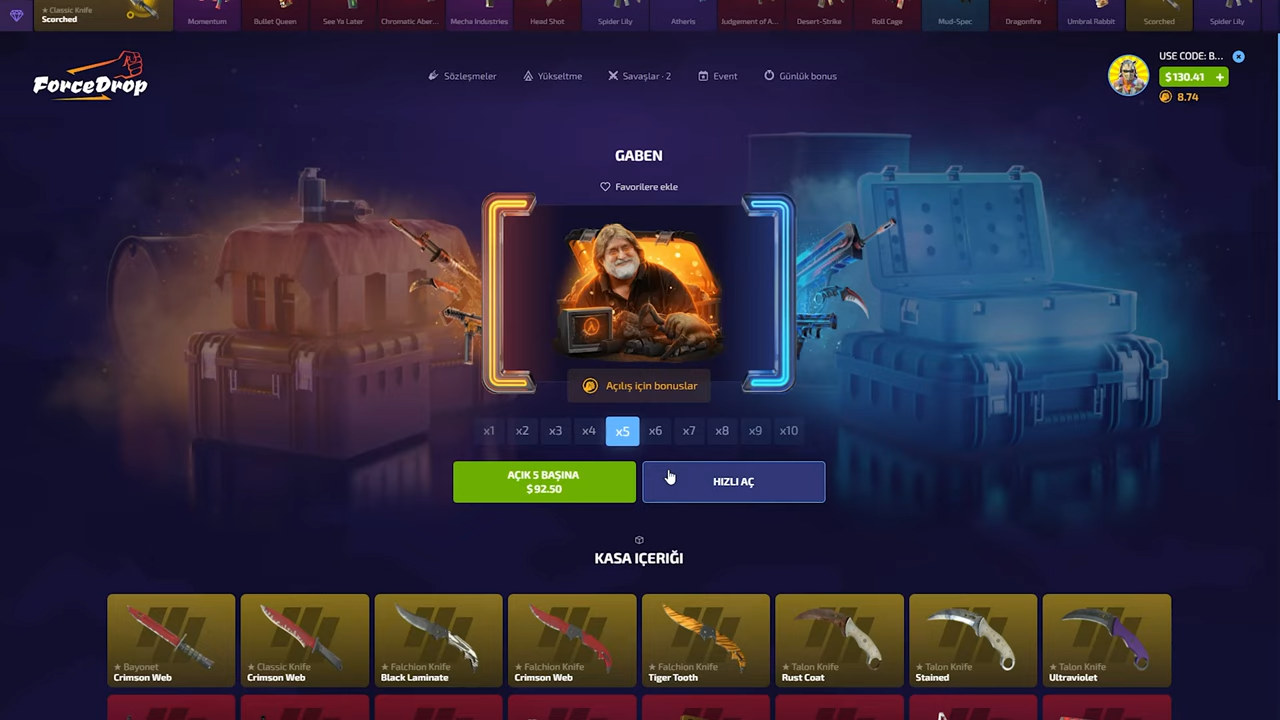 ★ Classic Knife
Scorched
Momentum
Bullet Queen
See Ya Later
Chromatic Aber...
Mecha Industries
Head Shot
Spider Lily
Atheris
Judgement of A...
Desert-Strike
Roll Cage
Mud-Spec
Dragonfire
Umbral Rabbit
Scorched
Spider Lily
ForceDrop
Sözleşmeler
Yükseltme
Savaşlar · 2
Event
Günlük bonus
USE CODE: B...
$130.41 +
8.74
GABEN
Favorilere ekle
Açılış için bonuslar
x1
x2
x3
x4
x5
x6
x7
x8
x9
x10
AÇIK 5 BAŞINA
$92.50
HIZLI AÇ
KASA IÇERIĞI
★ Bayonet
Crimson Web
★ Classic Knife
Crimson Web
★ Falchion Knife
Black Laminate
★ Falchion Knife
Crimson Web
★ Falchion Knife
Tiger Tooth
★ Talon Knife
Rust Coat
★ Talon Knife
Stained
★ Talon Knife
Ultraviolet